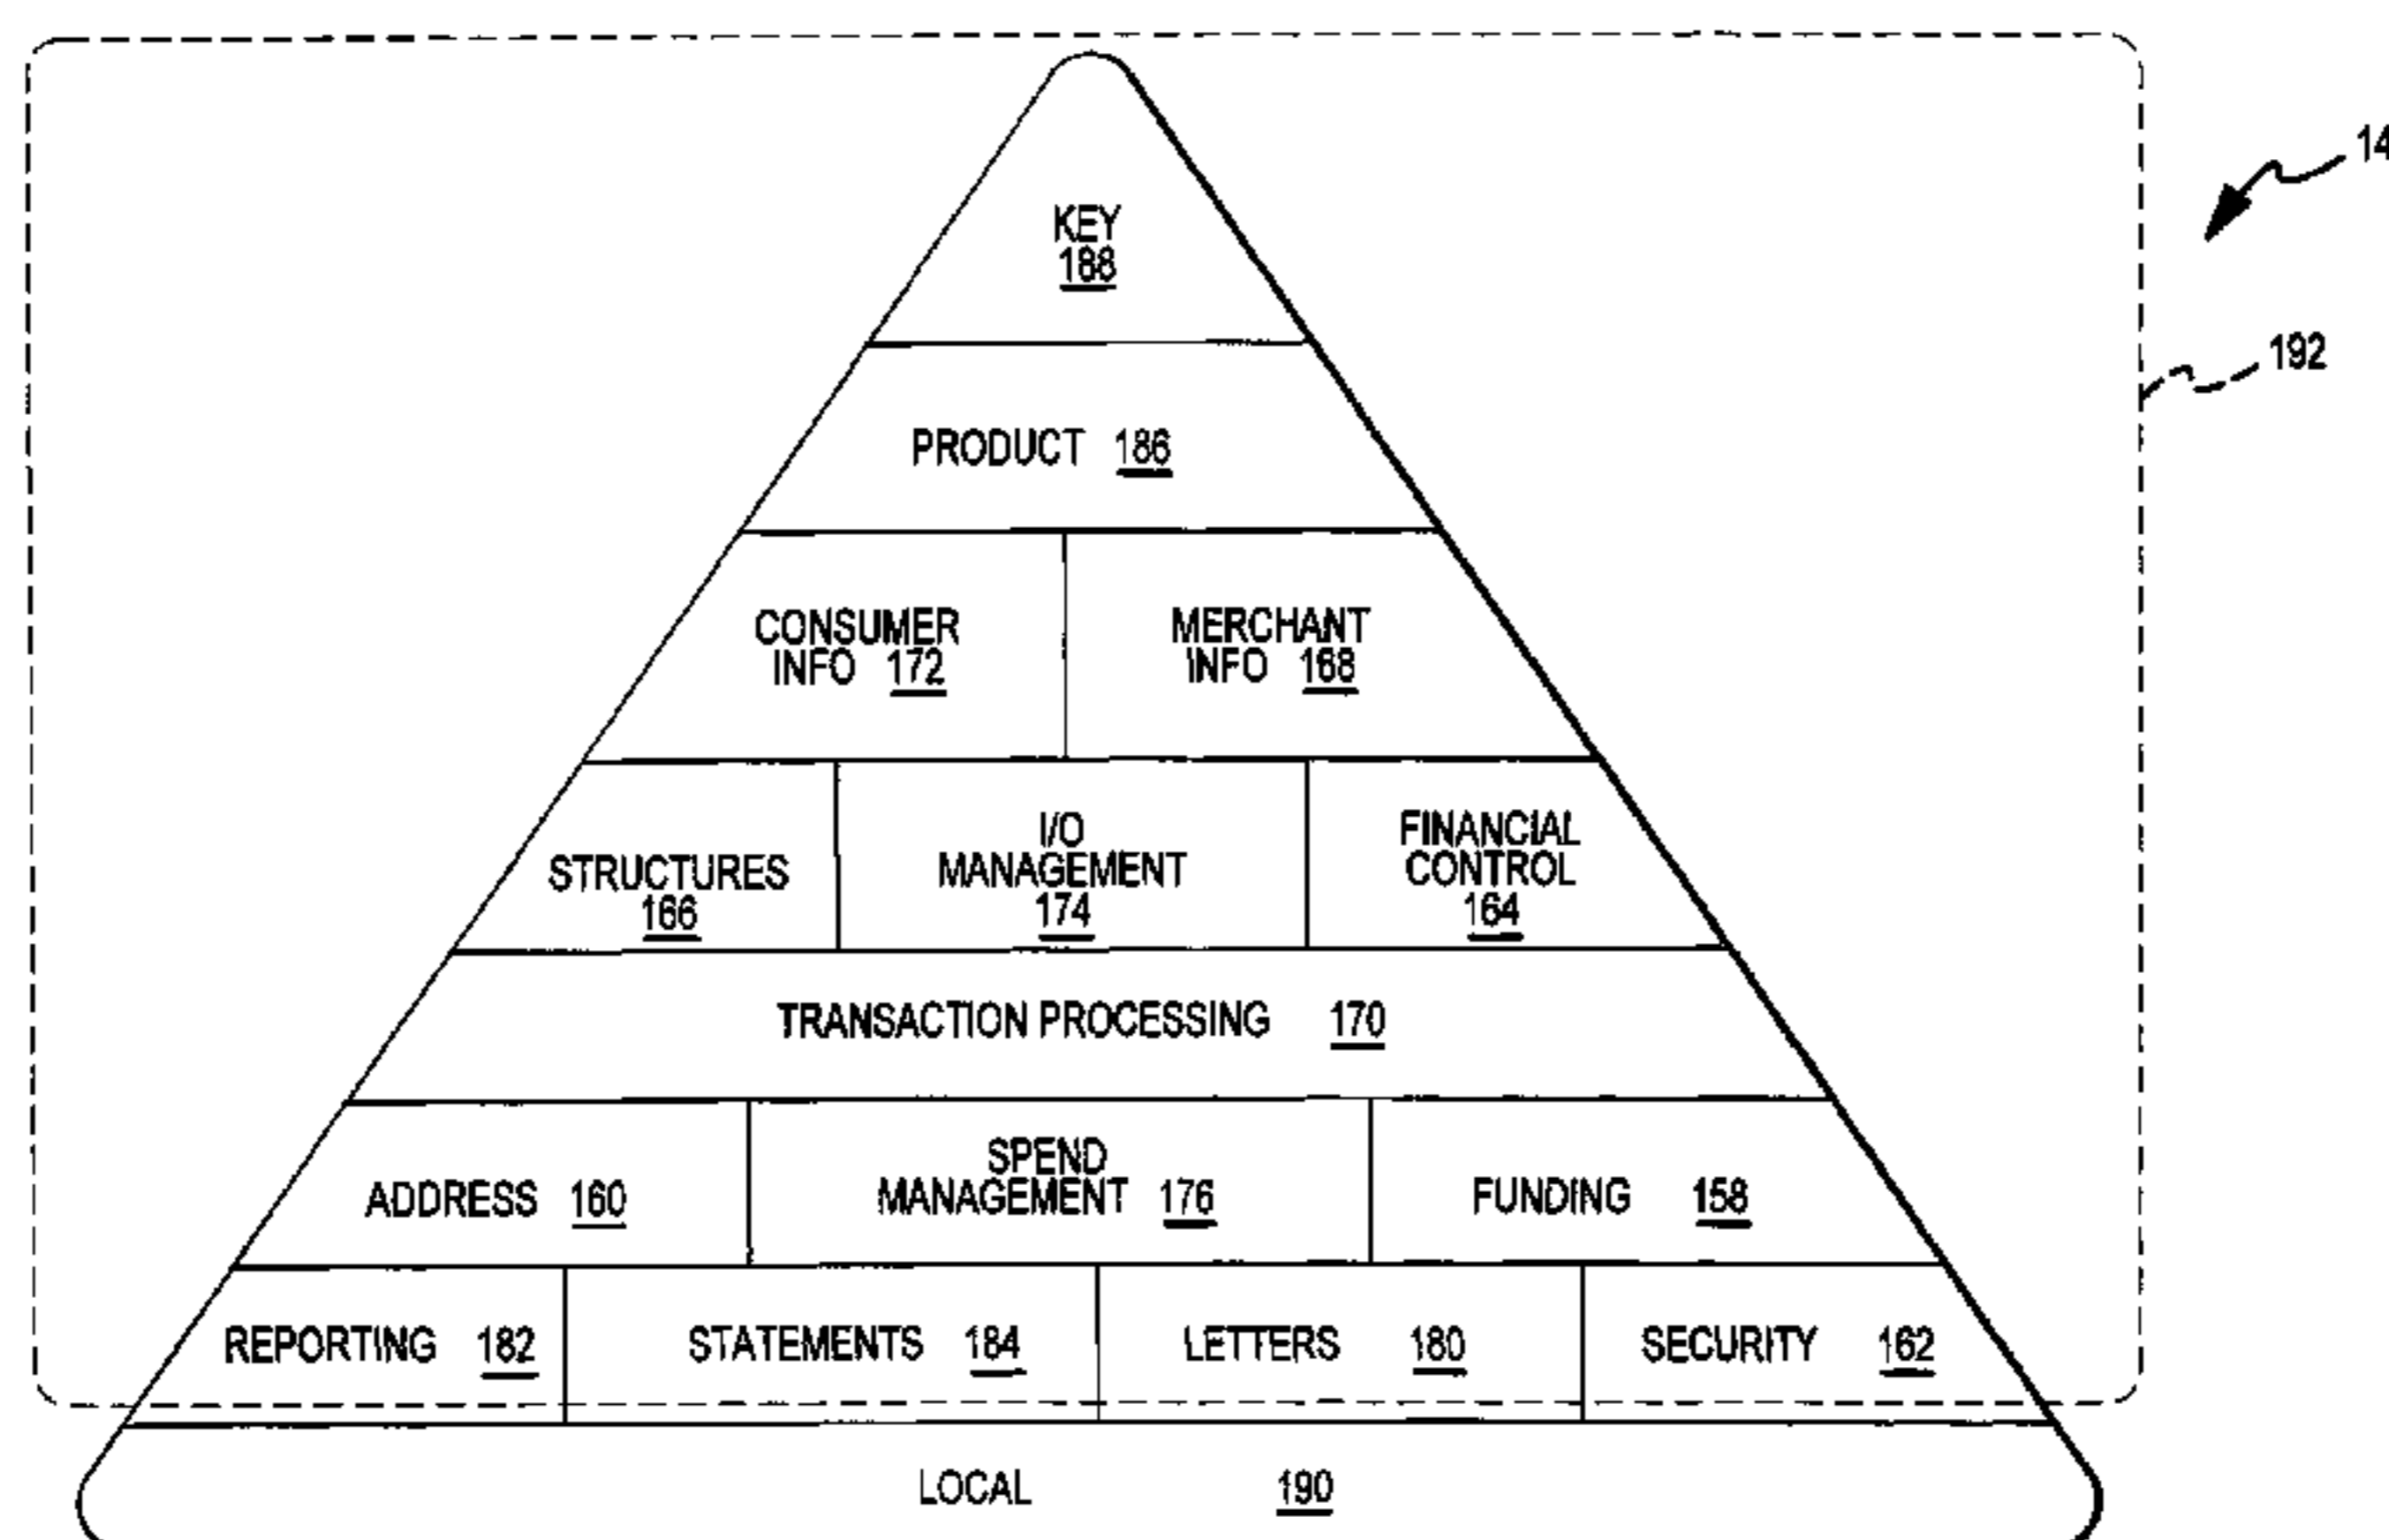 14
KEY
188
192
PRODUCT 186
CONSUMER
INFO 172
MERCHANT
INFO 168
STRUCTURES
166
I/O
MANAGEMENT
174
FINANCIAL
CONTROL
164
TRANSACTION PROCESSING 170
ADDRESS 160
SPEND
MANAGEMENT 176
FUNDING 158
REPORTING 182
STATEMENTS 184
LETTERS 180
SECURITY 162
LOCAL 190